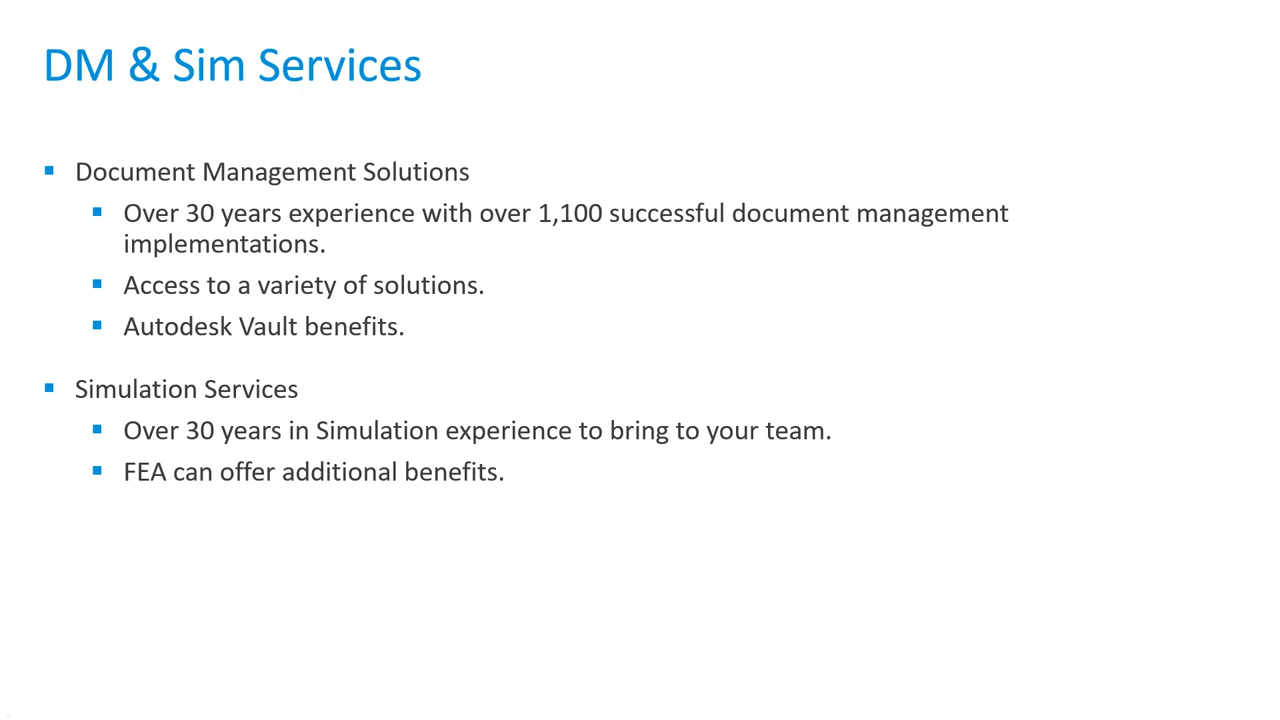 DM & Sim Services
Document Management Solutions
Over 30 years experience with over 1,100 successful document management
implementations.
Access to a variety of solutions.
Autodesk Vault benefits.
Simulation Services
Over 30 years in Simulation experience to bring to your team.
FEA can offer additional benefits.